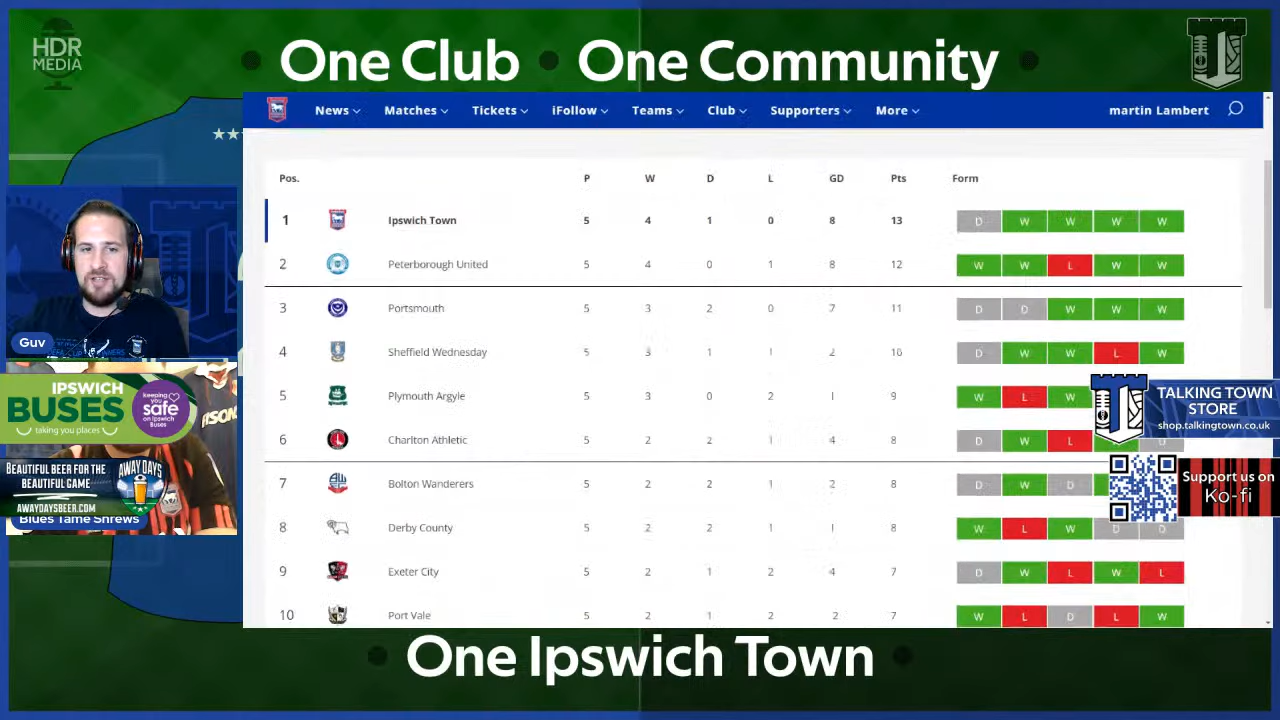 HDR
MEDIA
One Club • One Community
News Matches Tickets iFollow Teams Club Supporters More martin Lambert
Pos. P W D L GD Pts Form
1 Ipswich Town 5 4 1 0 8 13 D W W W W
2 Peterborough United 5 4 0 1 8 12 W W L W W
3 Portsmouth 5 3 2 0 7 11 D D W W W
4 Sheffield Wednesday 5 3 1 1 2 10 D W W L W
5 Plymouth Argyle 5 3 0 2 1 9 W L W
6 Charlton Athletic 5 2 2 1 4 8 D W L D
7 Bolton Wanderers 5 2 2 1 2 8 D W D
8 Derby County 5 2 2 1 1 8 W L W D D
9 Exeter City 5 2 1 2 4 7 D W L W L
10 Port Vale 5 2 1 2 2 7 W L D L W
Guv
IPSWICH
BUSES
taking you places
keeping
you
safe
on Ipswich
Buses
BEAUTIFUL BEER FOR THE
BEAUTIFUL GAME
AWAYDAYSBEER.COM
AWAY DAYS
Blues Tame Shrews
TALKING TOWN
STORE
shop.talkingtown.co.uk
Support us on
Ko-fi
One Ipswich Town